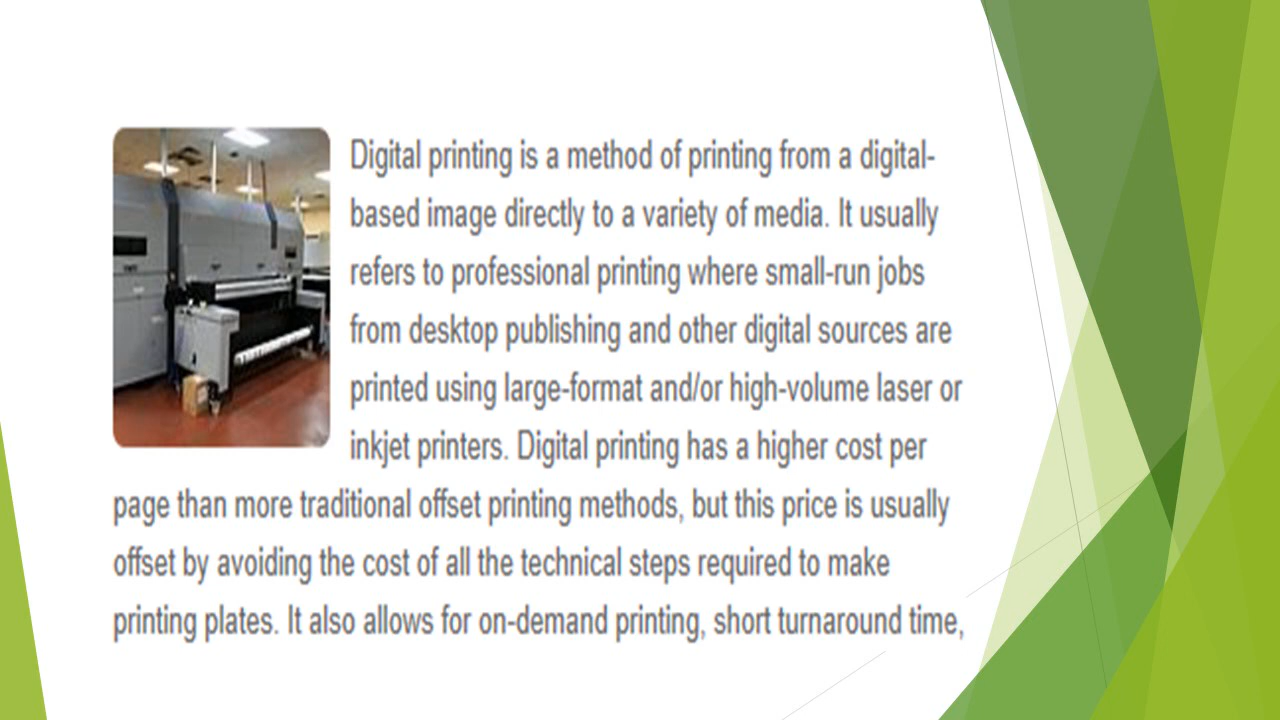 Digital printing is a method of printing from a digital-
based image directly to a variety of media. It usually
refers to professional printing where small-run jobs
from desktop publishing and other digital sources are
printed using large-format and/or high-volume laser or
inkjet printers. Digital printing has a higher cost per
page than more traditional offset printing methods, but this price is usually
offset by avoiding the cost of all the technical steps required to make
printing plates. It also allows for on-demand printing, short turnaround time,